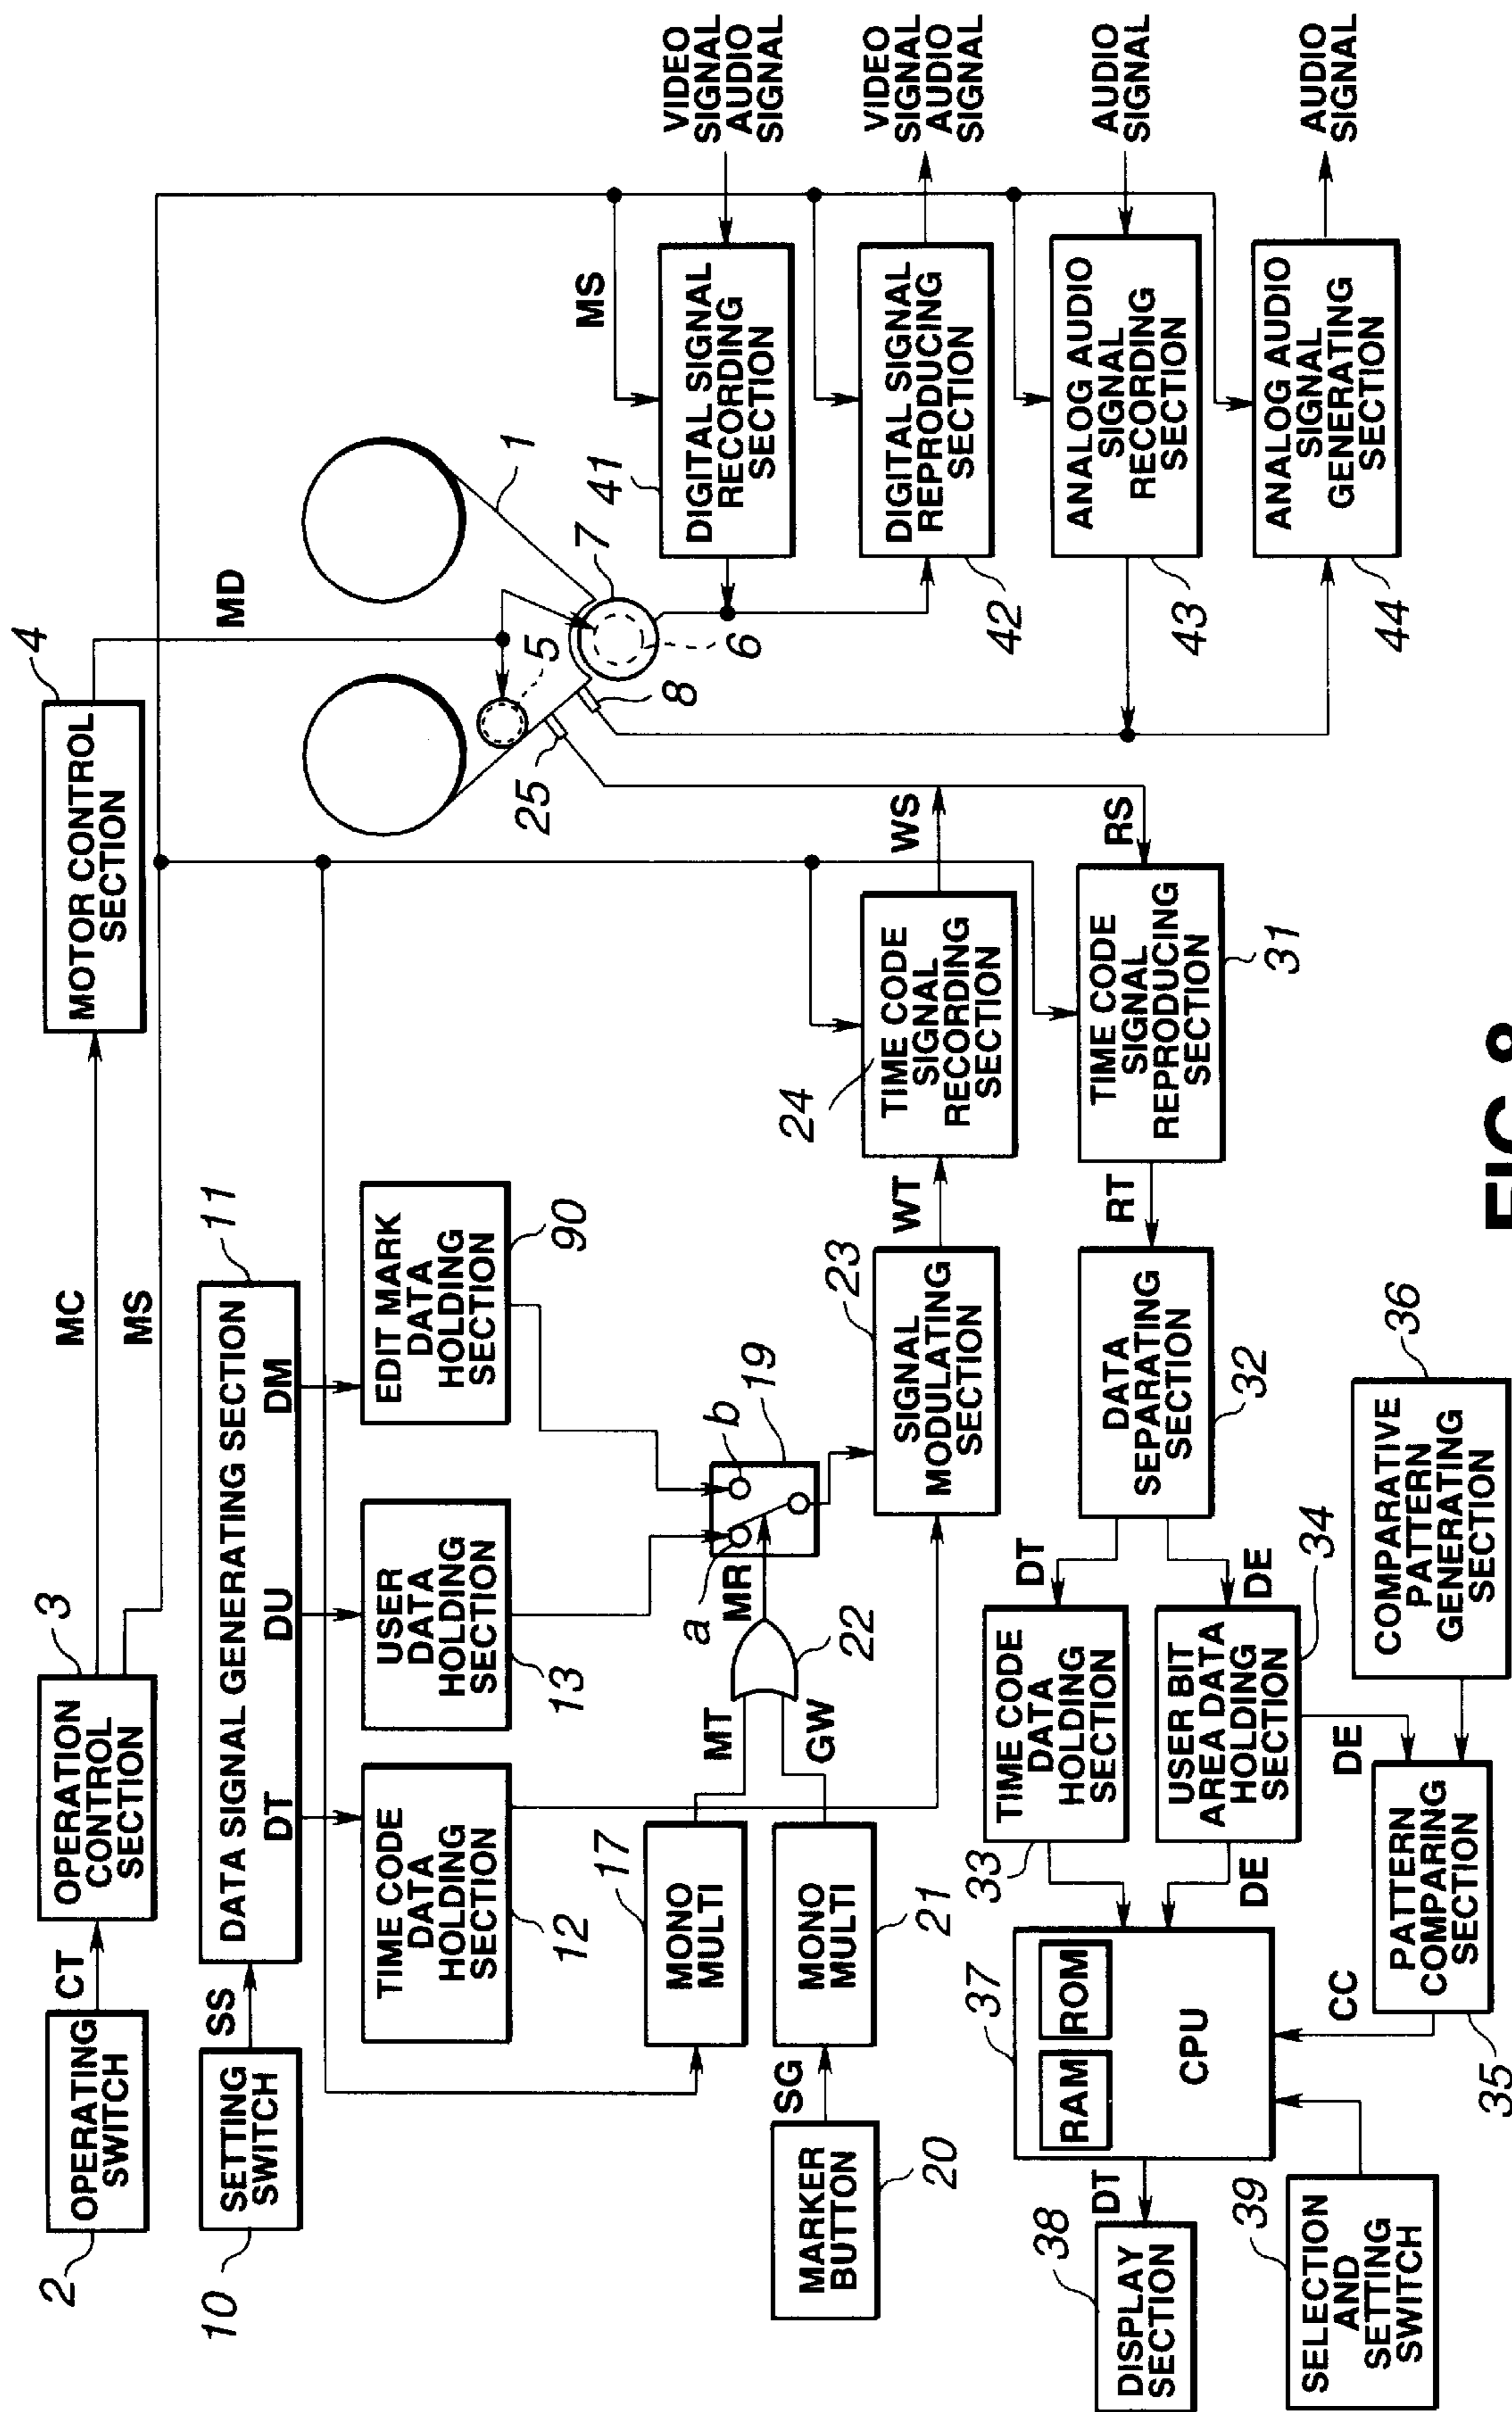 2
OPERATING
SWITCH
CT
3
OPERATION
CONTROL
SECTION
MC
MS
4
MOTOR CONTROL
SECTION
MD
10
SETTING
SWITCH
SS
11
DATA SIGNAL GENERATING SECTION
DT
DU
DM
TIME CODE
DATA
HOLDING
SECTION
12
USER
DATA
HOLDING
SECTION
13
EDIT MARK
DATA
HOLDING
SECTION
90
1
5
6
7
8
25
17
MONO
MULTI
MT
MARKER
BUTTON
20
SG
MONO
MULTI
21
GW
22
MR
a
b
19
SIGNAL
MODULATING
SECTION
23
WT
TIME CODE
SIGNAL
RECORDING
SECTION
24
WS
RS
TIME CODE
SIGNAL
REPRODUCING
SECTION
31
RT
DATA
SEPARATING
SECTION
32
DT
DE
TIME CODE
DATA
HOLDING
SECTION
33
USER BIT
AREA DATA
HOLDING
SECTION
34
DE
DE
COMPARATIVE
PATTERN
GENERATING
SECTION
36
PATTERN
COMPARING
SECTION
35
CC
37
RAM
ROM
CPU
DT
38
DISPLAY
SECTION
39
SELECTION
AND
SETTING
SWITCH
MS
41
DIGITAL SIGNAL
RECORDING
SECTION
VIDEO
SIGNAL
AUDIO
SIGNAL
42
DIGITAL SIGNAL
REPRODUCING
SECTION
VIDEO
SIGNAL
AUDIO
SIGNAL
43
ANALOG AUDIO
SIGNAL
RECORDING
SECTION
AUDIO
SIGNAL
44
ANALOG AUDIO
SIGNAL
GENERATING
SECTION
AUDIO
SIGNAL